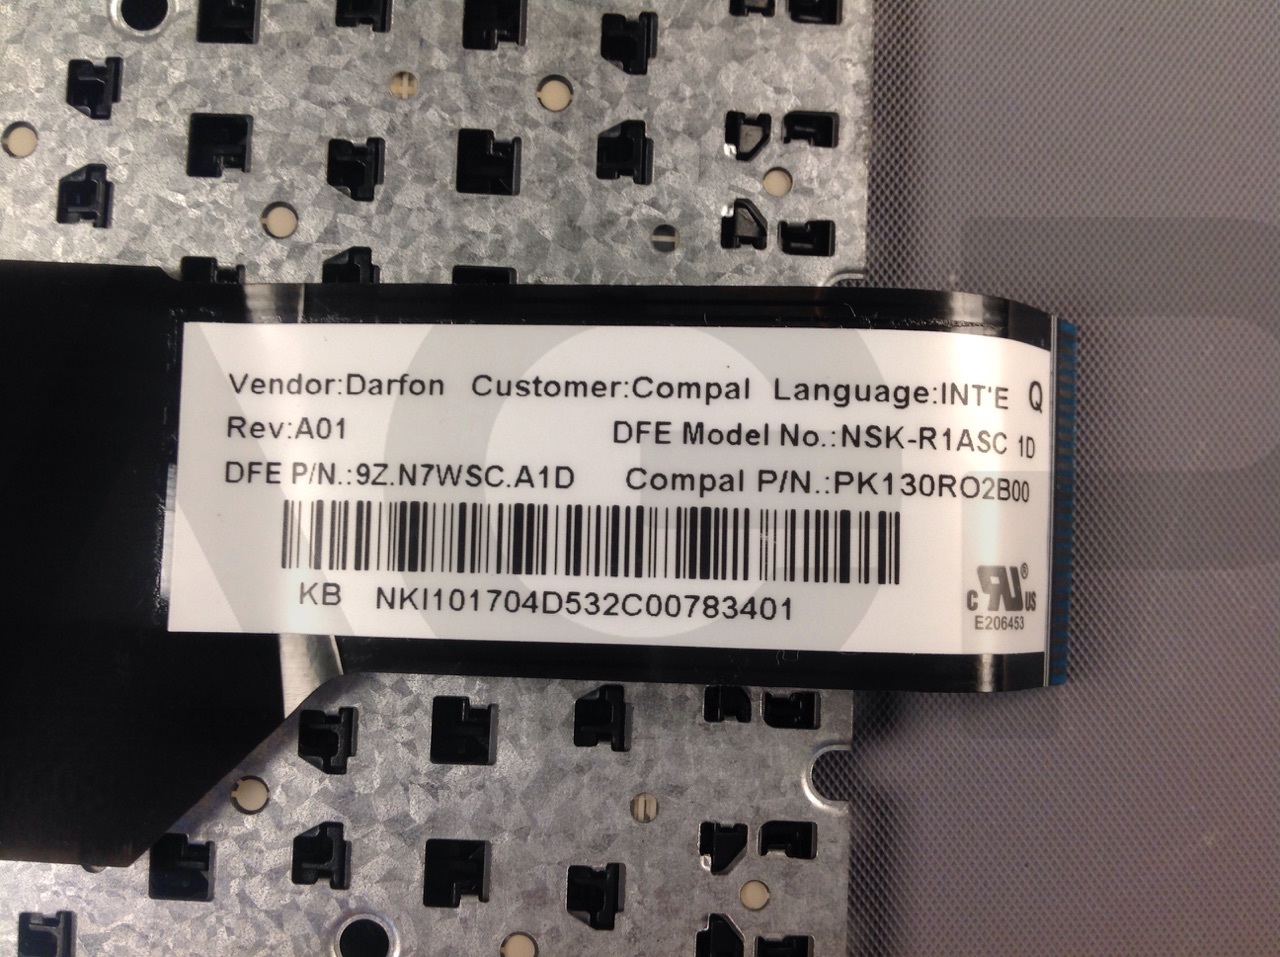 Vendor:Darfon Customer:Compal Language:INT'E Q
Rev:A01 DFE Model No.:NSK-R1ASC 1D
DFE P/N.:9Z.N7WSC.A1D Compal P/N.:PK130RO2B00
KB NKI101704D532C00783401
c RU ® US
E206453